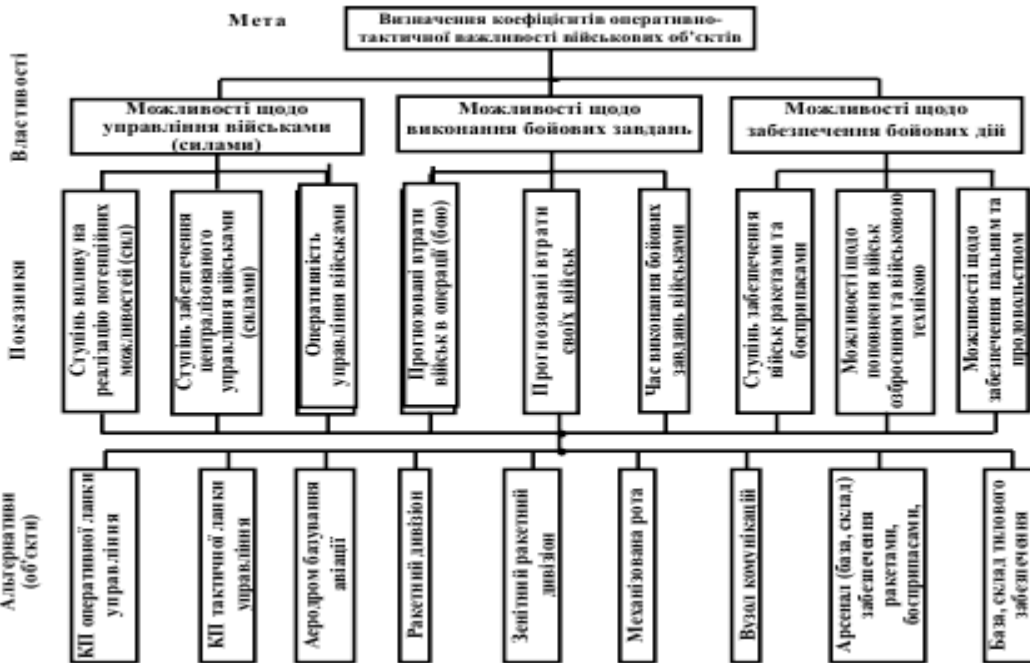 Мета
Визначення коефіцієнтів оперативно-
тактичної важливості військових об'єктів
Властивості
Можливості щодо
управління військами
(силами)
Можливості щодо
виконання бойових завдань
Можливості щодо
забезпечення бойових дій
Показники
Ступінь впливу на
реалізацію потенційних
можливостей (сил)
Ступінь забезпечення
централізованого
управління військами
(силами)
Оперативність
управління військами
Прогнозовані втрати
військ в операції (бою)
Прогнозовані втрати
своїх військ
Час виконання бойових
завдань військами
Ступінь забезпечення
військ ракетами та
боєприпасами
Можливості щодо
поповнення військ
озброєнням та військовою
технікою
Можливості щодо
забезпечення пальним та
продовольством
Альтернативи
(об'єкти)
КП оперативної ланки
управління
КП тактичної ланки
управління
Аеродром базування
авіації
Ракетний дивізіон
Зенітний ракетний
дивізіон
Механізована рота
Вузол комунікацій
Арсенал (база, склад)
забезпечення
ракетами,
боєприпасами,
База, склад тилового
забезпечення